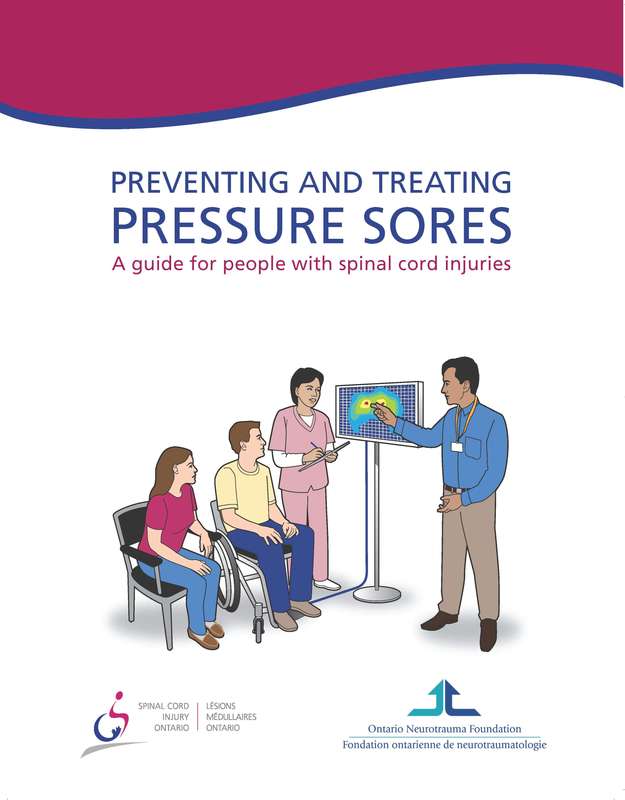 PREVENTING AND TREATING
PRESSURE SORES
A guide for people with spinal cord injuries
SPINAL CORD
INJURY
ONTARIO
LÉSIONS
MÉDULLAIRES
ONTARIO
Ontario Neurotrauma Foundation
Fondation ontarienne de neurotraumatologie